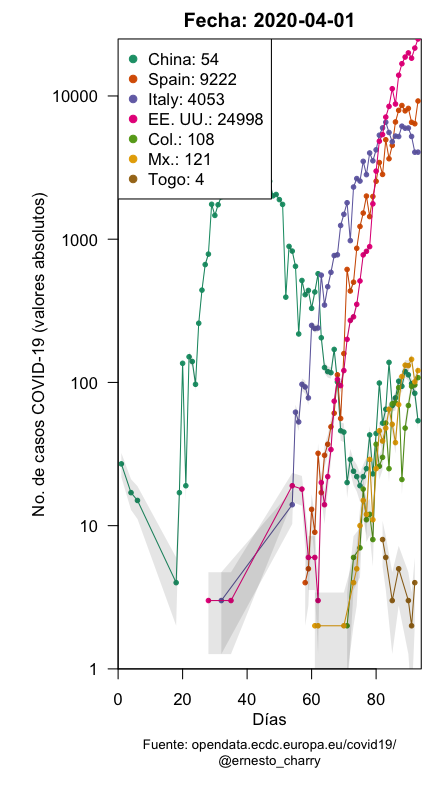 Fecha: 2020-04-01
China: 54
Spain: 9222
Italy: 4053
EE. UU.: 24998
Col.: 108
Mx.: 121
Togo: 4
No. de casos COVID-19 (valores absolutos)
10000
1000
100
10
1
0 20 40 60 80
Días
Fuente: opendata.ecdc.europa.eu/covid19/
@ernesto_charry